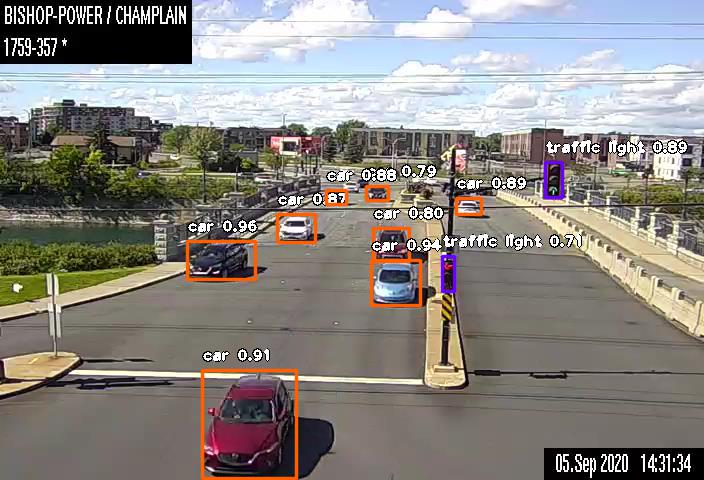 BISHOP-POWER / CHAMPLAIN
1759-357 *
traffic light 0.89
car 0.88
0.79
car 0.89
car 0.87
car 0.80
car 0.96
car 0.94
traffic light 0.71
car 0.91
05.Sep 2020 14:31:34